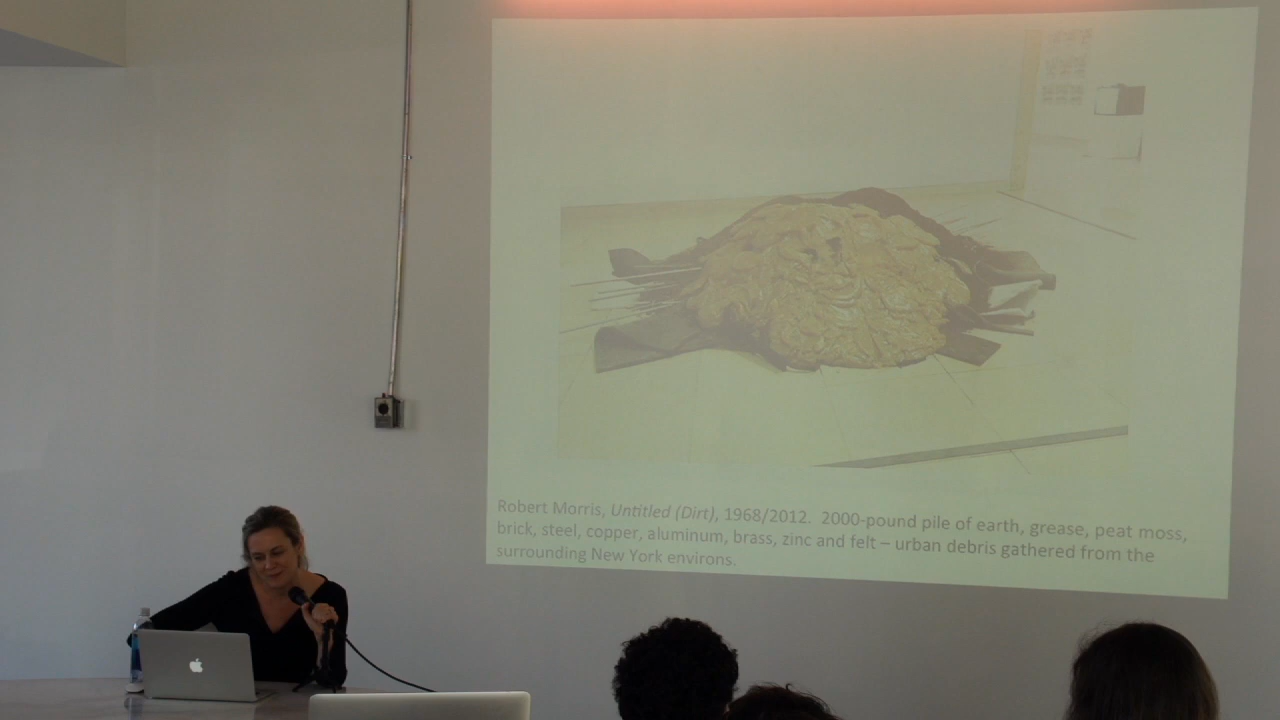 Robert Morris, Untitled (Dirt), 1968/2012.  2000-pound pile of earth, grease, peat moss,
brick, steel, copper, aluminum, brass, zinc and felt – urban debris gathered from the
surrounding New York environs.